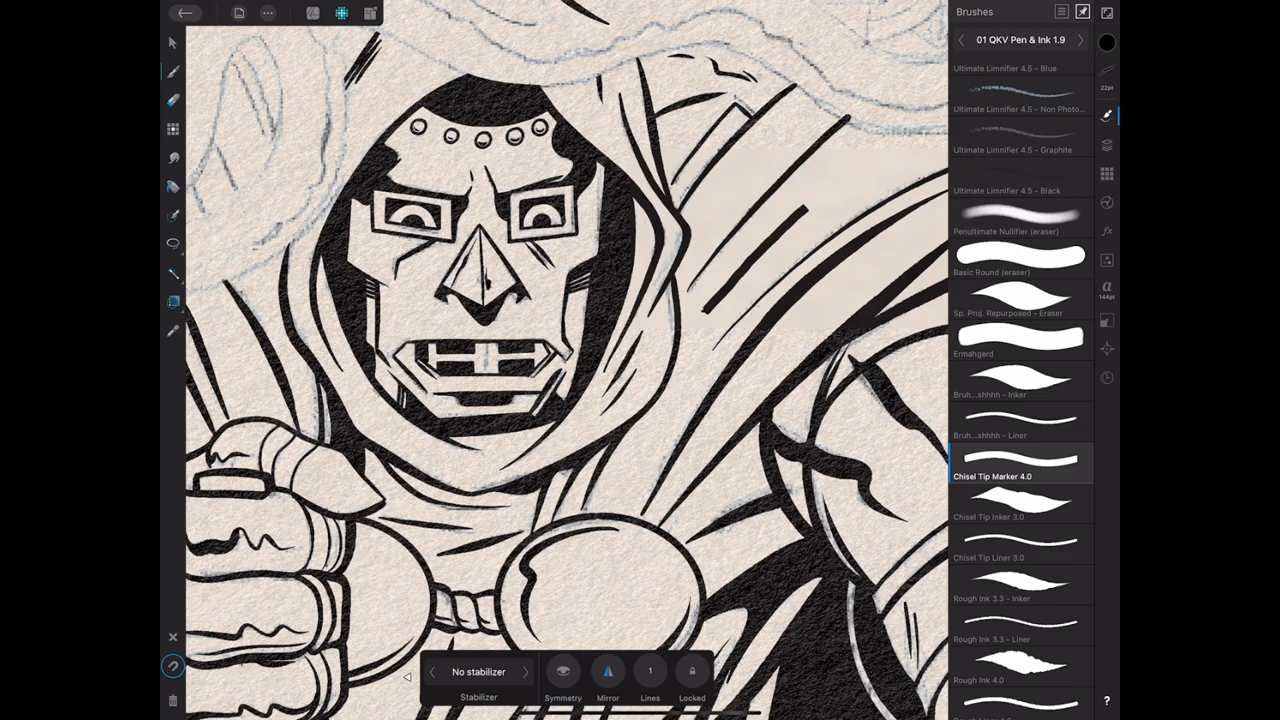 Brushes
01 QKV Pen & Ink 1.9
Ultimate Limnifier 4.5 - Blue
Ultimate Limnifier 4.5 - Non Photo...
Ultimate Limnifier 4.5 - Graphite
Ultimate Limnifier 4.5 - Black
Penultimate Nullifier (eraser)
Basic Round (eraser)
Sp. Proj. Repurposed - Eraser
Ermahgerd
Bruh...shhhh - Inker
Bruh...shhhh - Liner
Chisel Tip Marker 4.0
Chisel Tip Inker 3.0
Chisel Tip Liner 3.0
Rough Ink 3.3 - Inker
Rough Ink 3.3 - Liner
Rough Ink 4.0
22pt
fx
a
144pt
?
No stabilizer
Stabilizer
Symmetry
Mirror
1
Lines
Locked